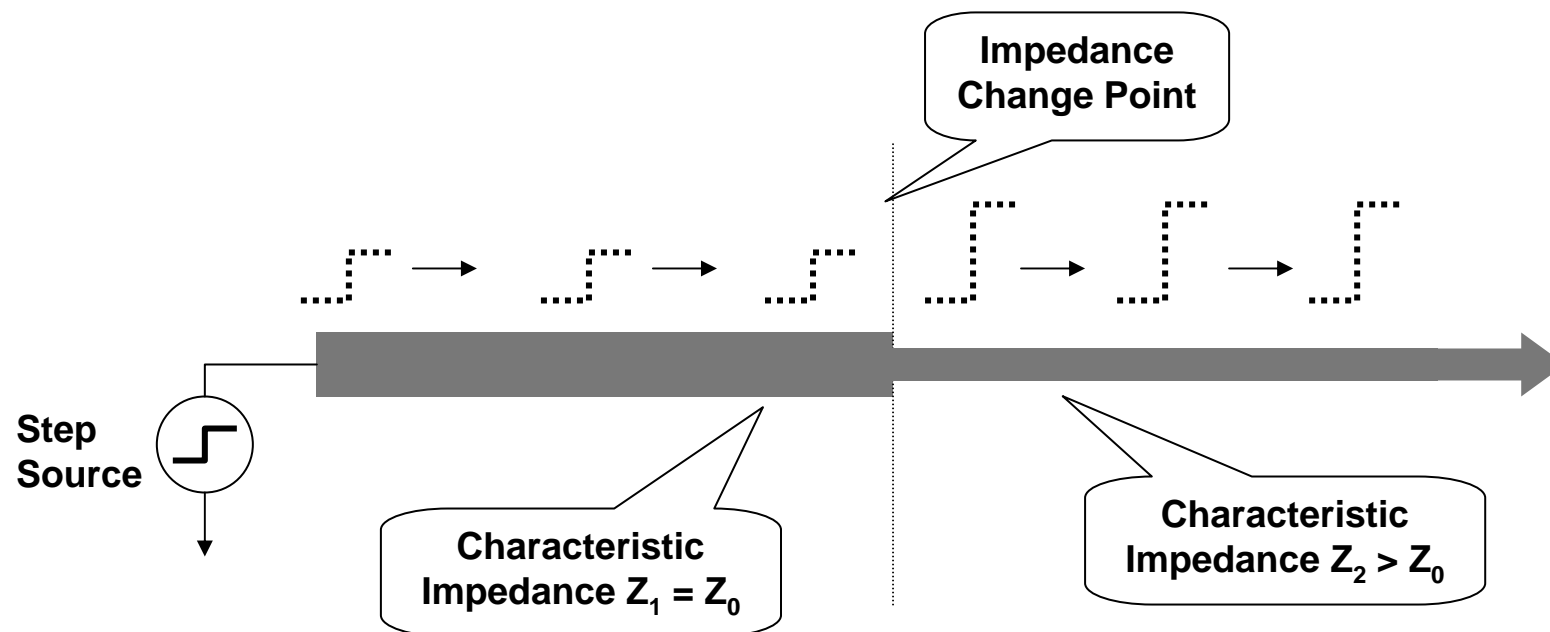 Impedance
Change Point
Step
Source
Characteristic
Impedance Z₁ = Z₀
Characteristic
Impedance Z₂ > Z₀